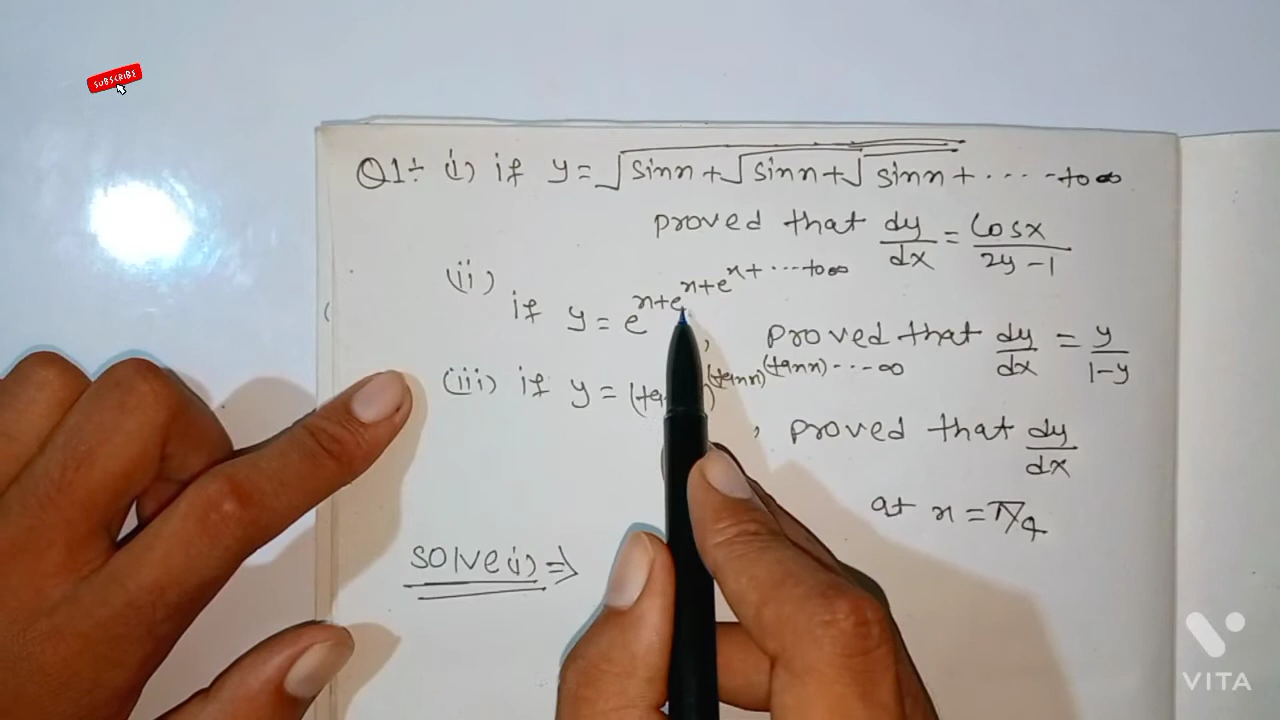 SUBSCRIBE
Q1÷ (i) if y = √sinx + √sinx + √sinx + ..... to ∞
proved that dy/dx = Cosx/2y-1
(ii) if y = e^x+e^x+e^x+ ....to ∞, proved that dy/dx = y/1-y
(iii) if y = (tanx)^(tanx)^(tanx)....∞, proved that dy/dx
at x = π/4
SOLVE(i) ⇒
VITA